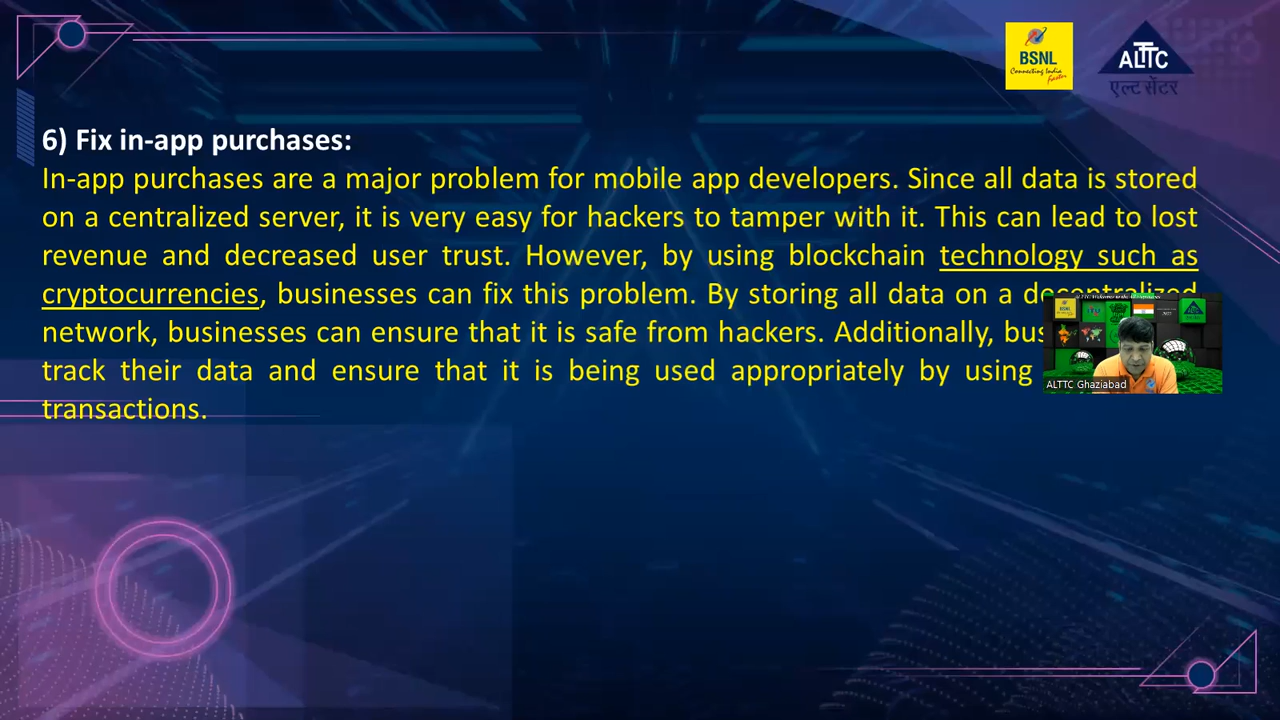 BSNL
Connecting India
faster
ALTTC
एल्ट सेंटर
6) Fix in-app purchases:
In-app purchases are a major problem for mobile app developers. Since all data is stored
on a centralized server, it is very easy for hackers to tamper with it. This can lead to lost
revenue and decreased user trust. However, by using blockchain technology such as
cryptocurrencies, businesses can fix this problem. By storing all data on a decentralized
network, businesses can ensure that it is safe from hackers. Additionally, bus
track their data and ensure that it is being used appropriately by using
transactions.
BSNL
ALTTC Ghaziabad